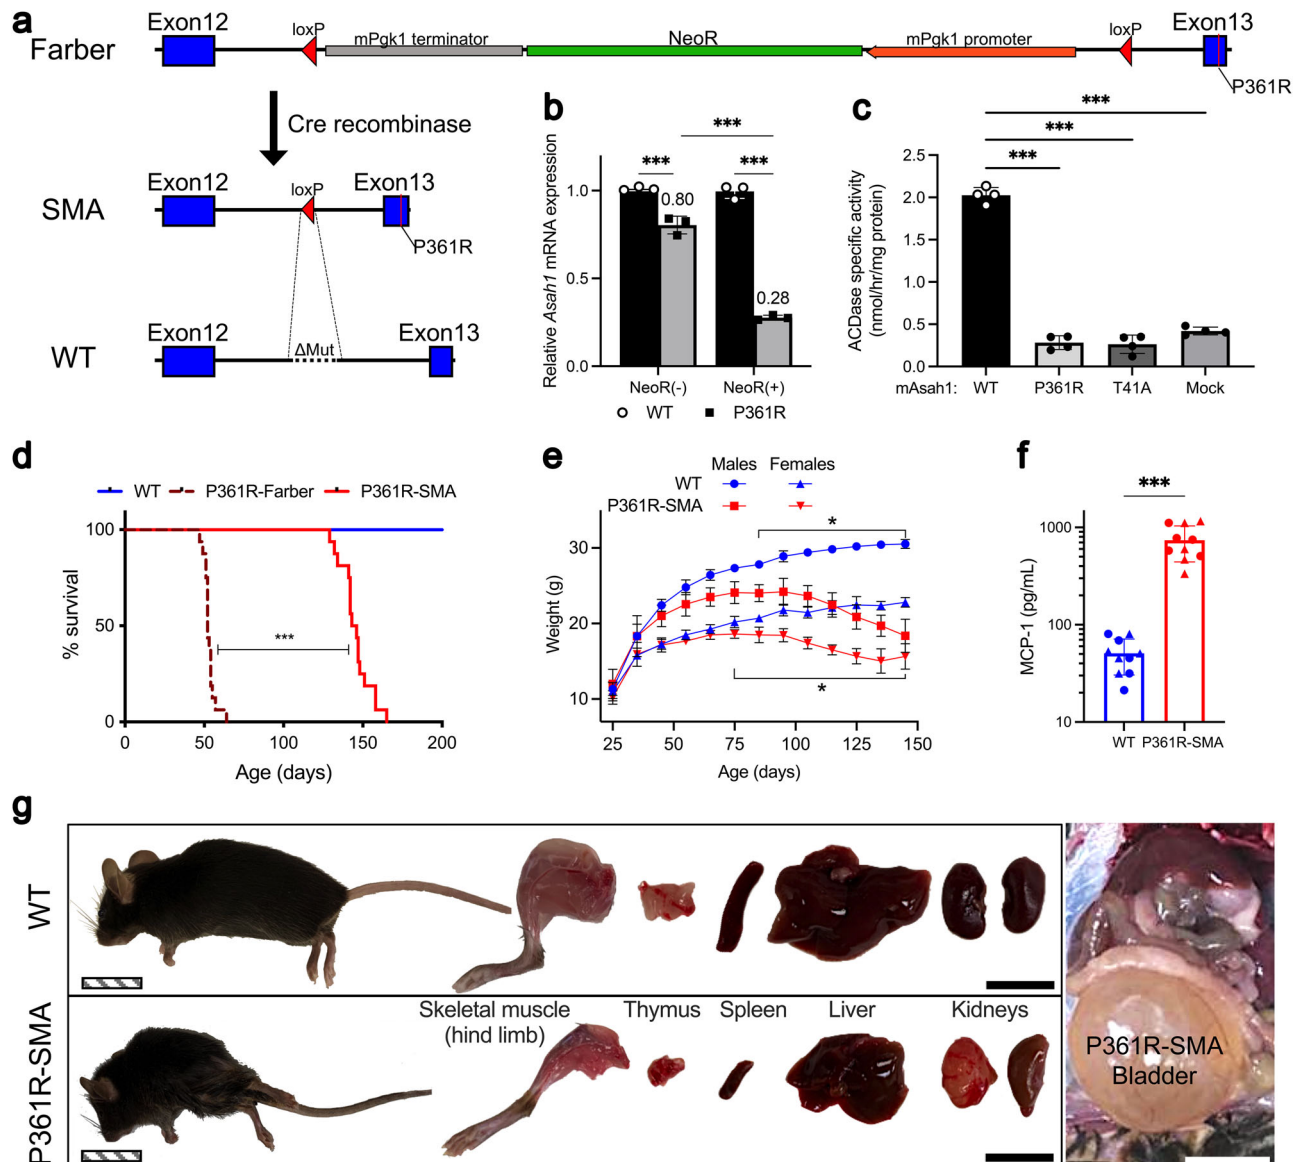 a
Farber
Exon12
loxP
mPgk1 terminator
NeoR
mPgk1 promoter
loxP
Exon13
P361R
Cre recombinase
SMA
Exon12
loxP
Exon13
P361R
WT
Exon12
ΔMut
Exon13
b
Relative Asah1 mRNA expression
1.0
0.5
0.0
***
***
***
0.80
0.28
NeoR(-)
NeoR(+)
WT
P361R
c
ACDase specific activity
(nmol/hr/mg protein)
2.5
2.0
1.5
1.0
0.5
0.0
***
***
***
mAsah1:
WT
P361R
T41A
Mock
d
WT
P361R-Farber
P361R-SMA
% survival
100
50
0
***
0
50
100
150
200
Age (days)
e
Males
Females
WT
P361R-SMA
Weight (g)
30
20
10
*
*
25
50
75
100
125
150
Age (days)
f
***
MCP-1 (pg/mL)
1000
100
10
WT
P361R-SMA
g
WT
P361R-SMA
Skeletal muscle
(hind limb)
Thymus
Spleen
Liver
Kidneys
P361R-SMA
Bladder